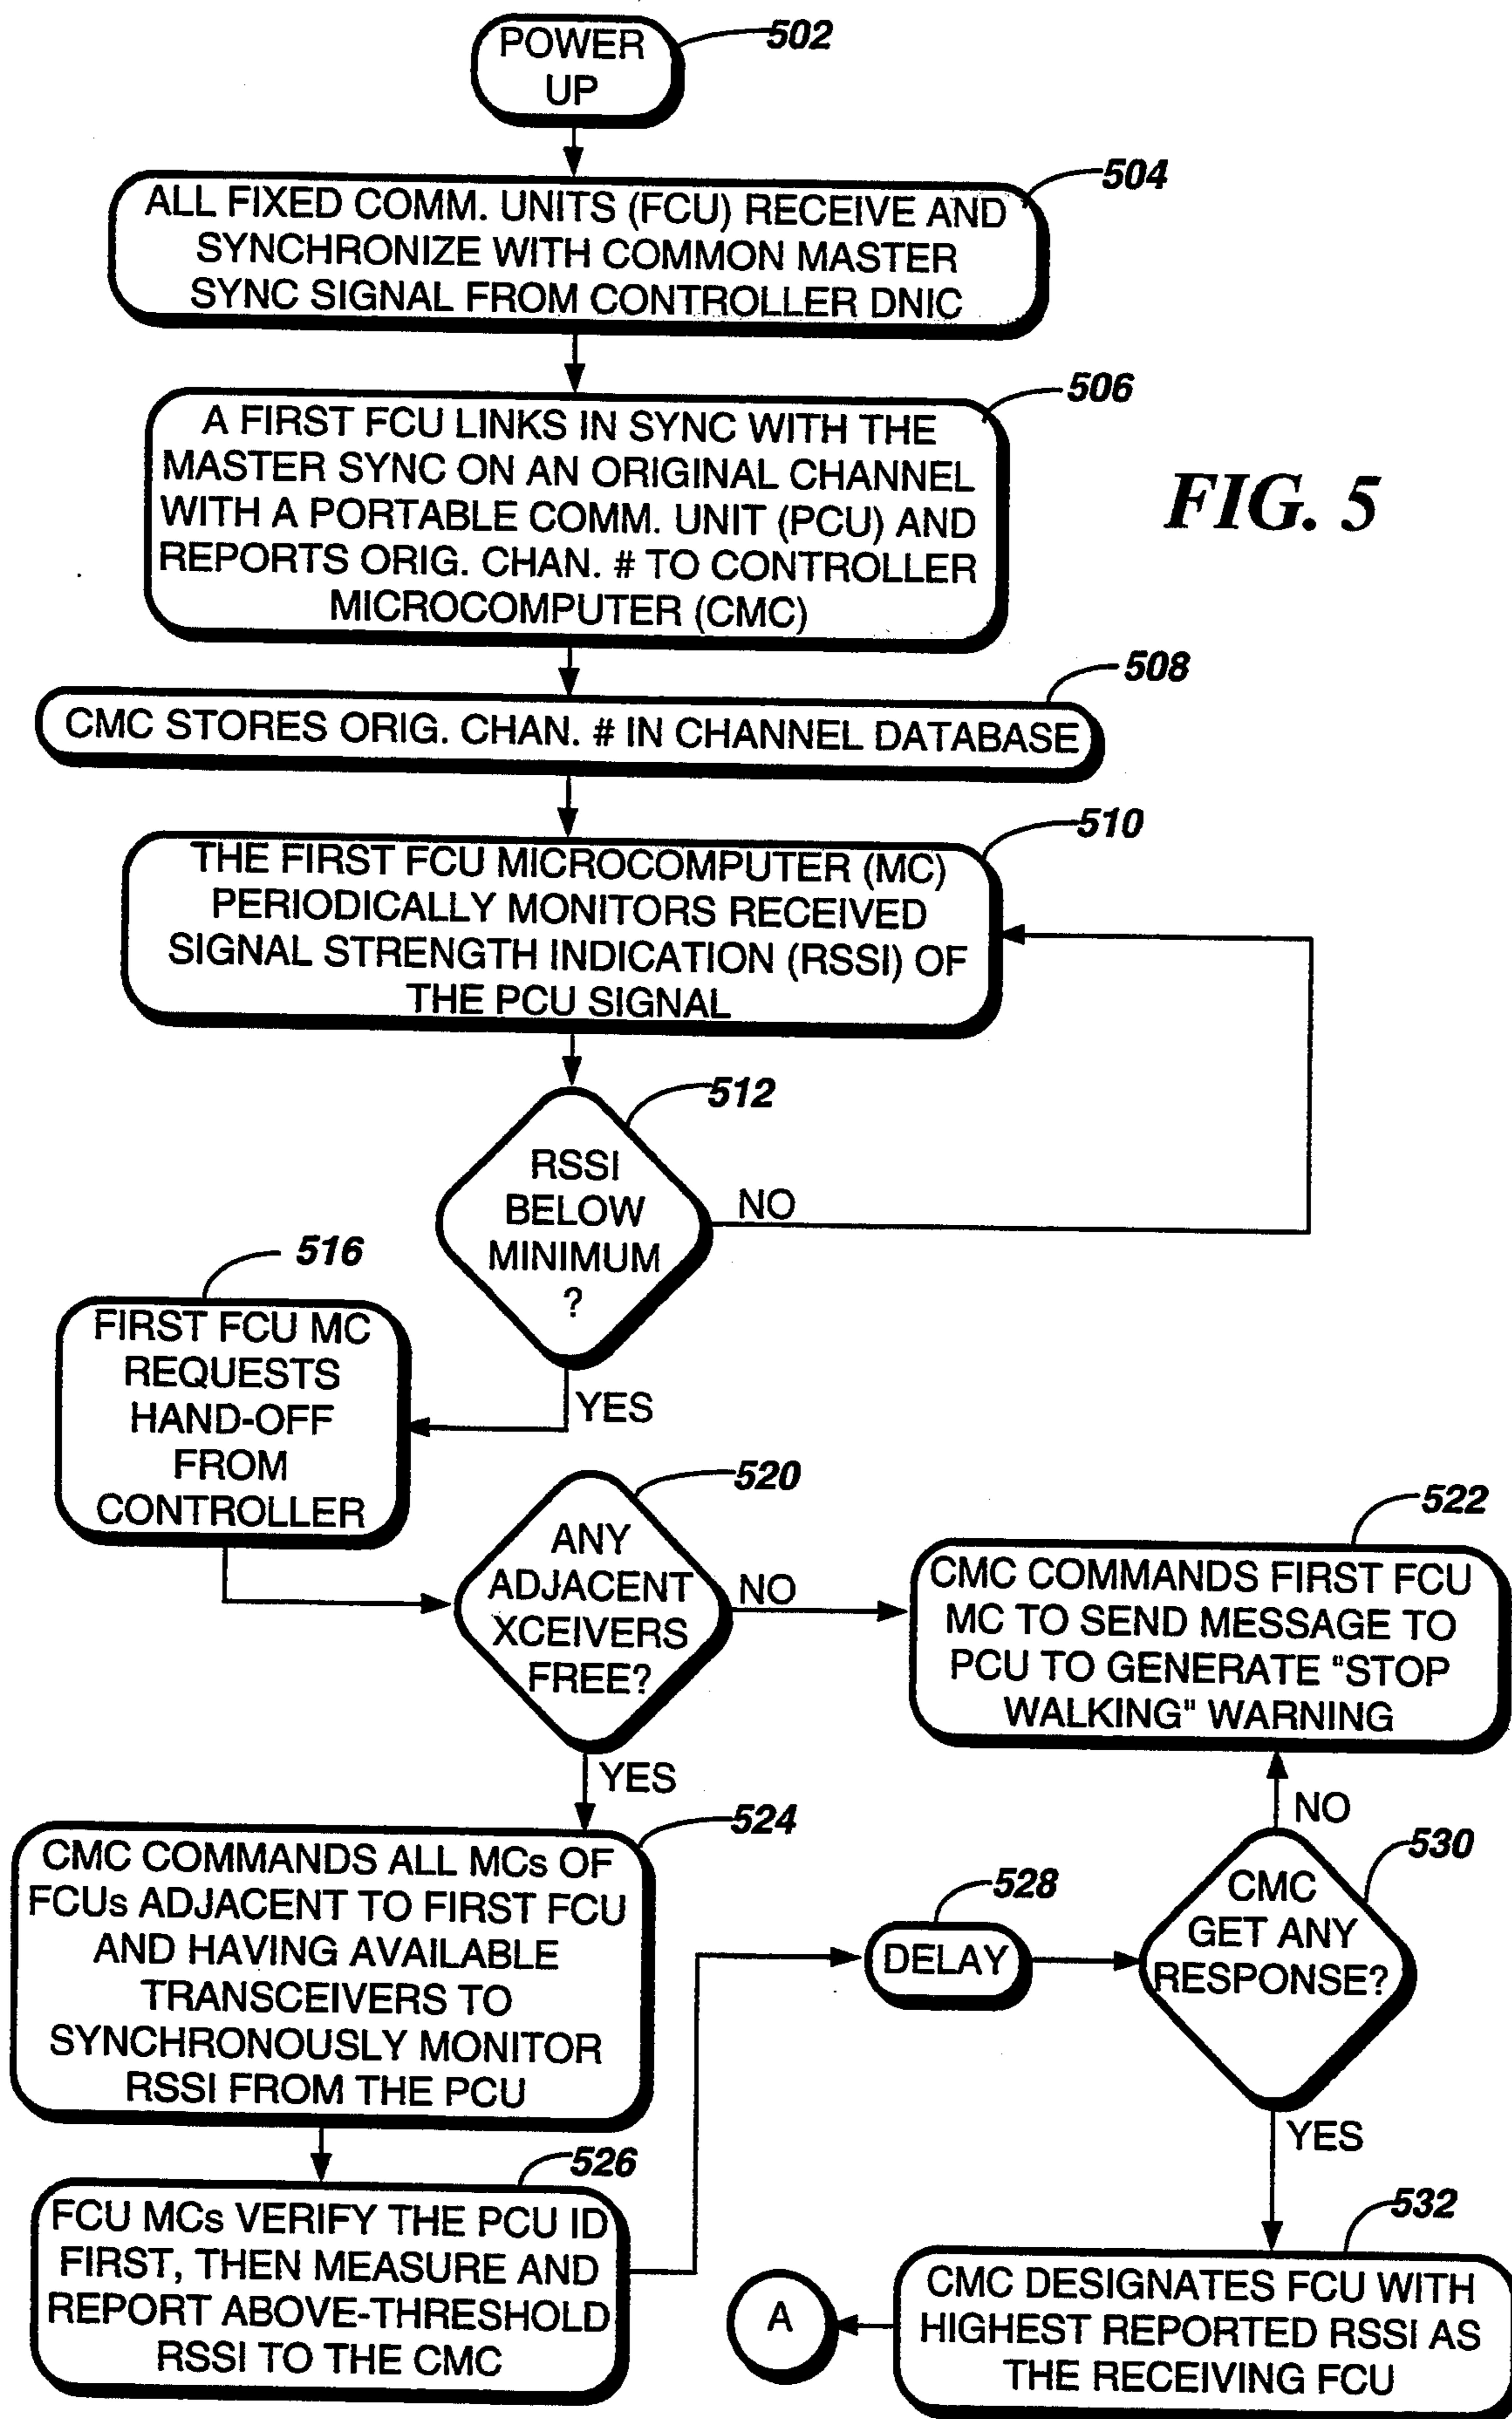 502
POWER
UP
504
ALL FIXED COMM. UNITS (FCU) RECEIVE AND
SYNCHRONIZE WITH COMMON MASTER
SYNC SIGNAL FROM CONTROLLER DNIC
506
A FIRST FCU LINKS IN SYNC WITH THE
MASTER SYNC ON AN ORIGINAL CHANNEL
WITH A PORTABLE COMM. UNIT (PCU) AND
REPORTS ORIG. CHAN. # TO CONTROLLER
MICROCOMPUTER (CMC)
FIG. 5
508
CMC STORES ORIG. CHAN. # IN CHANNEL DATABASE
510
THE FIRST FCU MICROCOMPUTER (MC)
PERIODICALLY MONITORS RECEIVED
SIGNAL STRENGTH INDICATION (RSSI) OF
THE PCU SIGNAL
512
RSSI
BELOW
MINIMUM
?
NO
YES
516
FIRST FCU MC
REQUESTS
HAND-OFF
FROM
CONTROLLER
520
ANY
ADJACENT
XCEIVERS
FREE?
NO
YES
522
CMC COMMANDS FIRST FCU
MC TO SEND MESSAGE TO
PCU TO GENERATE "STOP
WALKING" WARNING
524
CMC COMMANDS ALL MCs OF
FCUs ADJACENT TO FIRST FCU
AND HAVING AVAILABLE
TRANSCEIVERS TO
SYNCHRONOUSLY MONITOR
RSSI FROM THE PCU
526
FCU MCs VERIFY THE PCU ID
FIRST, THEN MEASURE AND
REPORT ABOVE-THRESHOLD
RSSI TO THE CMC
528
DELAY
530
CMC
GET ANY
RESPONSE?
NO
YES
532
CMC DESIGNATES FCU WITH
HIGHEST REPORTED RSSI AS
THE RECEIVING FCU
A